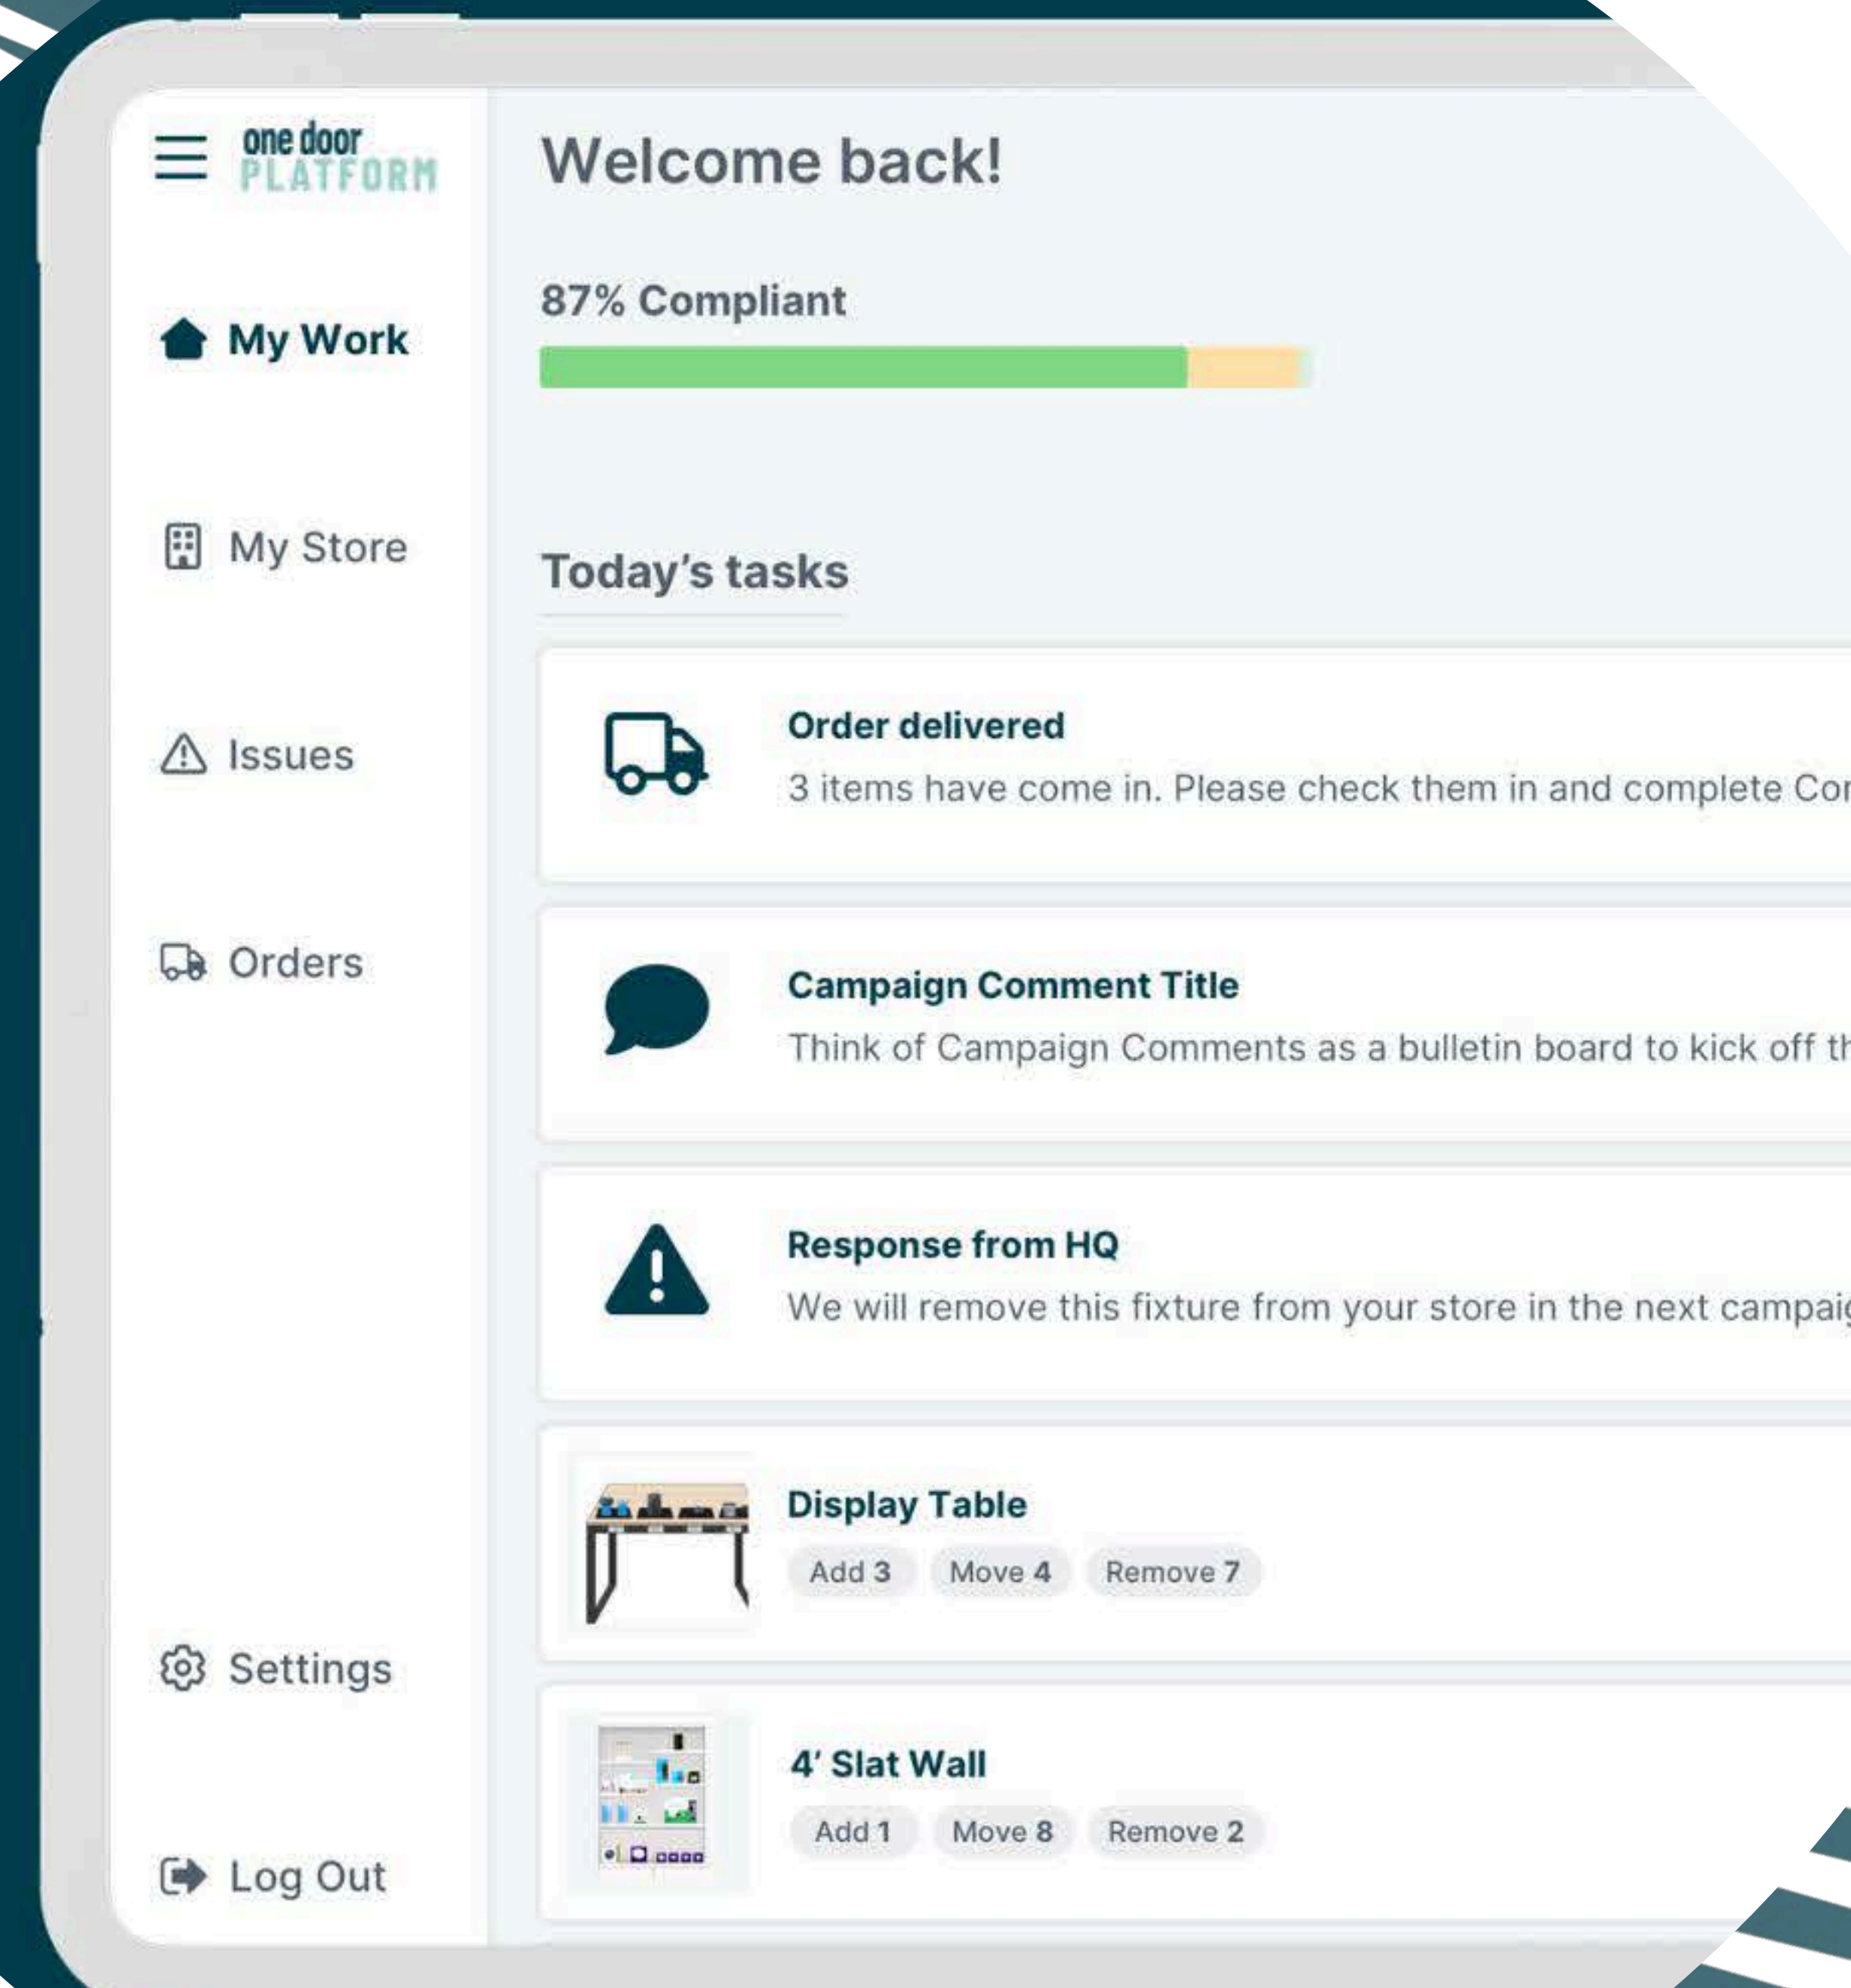 one door
PLATFORM
My Work
My Store
Issues
Orders
Settings
Log Out
Welcome back!
87% Compliant
Today's tasks
Order delivered
3 items have come in. Please check them in and complete
Campaign Comment Title
Think of Campaign Comments as a bulletin board to kick off
Response from HQ
We will remove this fixture from your store in the next
Display Table
Add 3 Move 4 Remove 7
4' Slat Wall
Add 1 Move 8 Remove 2